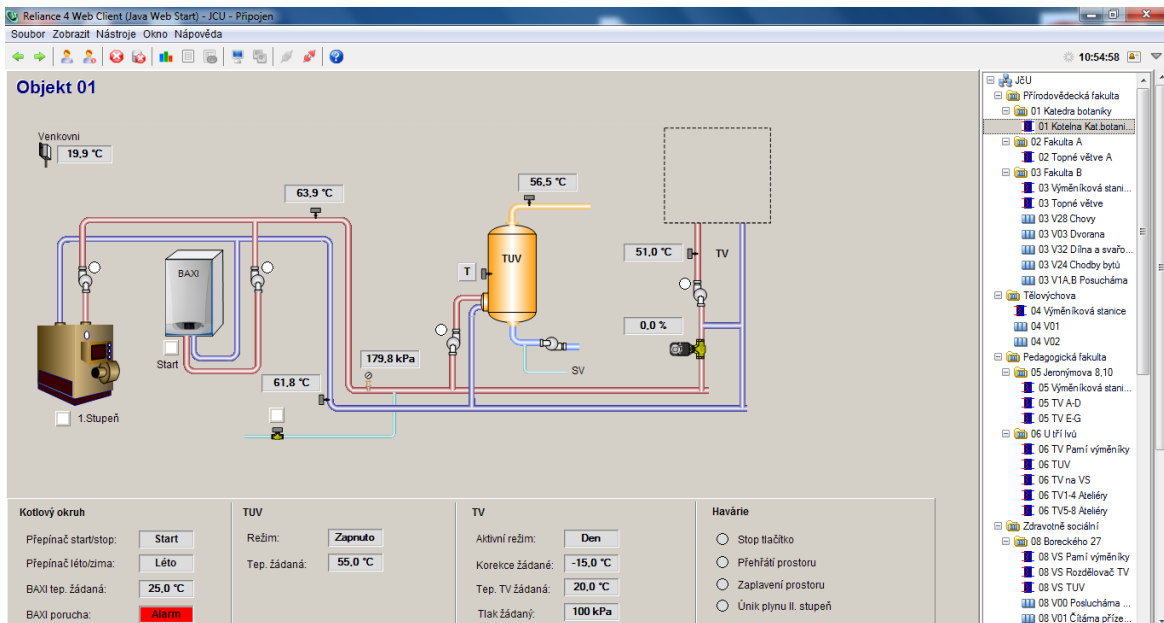 Reliance 4 Web Client (Java Web Start) - JCU - Připojen
Soubor Zobrazit Nástroje Okno Nápověda
10:54:58
Objekt 01
Venkovni
19,9 °C
63,9 °C
56,5 °C
BAXI
TUV
T
51,0 °C
TV
0,0 %
179,8 kPa
Start
SV
61,8 °C
1.Stupeň
Kotlový okruh
Přepínač start/stop: Start
Přepínač léto/zima: Léto
BAXI tep. žádaná: 25,0 °C
BAXI porucha: Alarm
TUV
Režim: Zapnuto
Tep. žádaná: 55,0 °C
TV
Aktivní režim: Den
Korekce žádané: -15,0 °C
Tep. TV žádaná: 20,0 °C
Tlak žádaný: 100 kPa
Havárie
Stop tlačítko
Přehřátí prostoru
Zaplavení prostoru
Únik plynu II. stupeň
JčU
Přírodovědecká fakulta
01 Katedra botaniky
01 Kotelna Kat.botani...
02 Fakulta A
02 Topné větve A
03 Fakulta B
03 Výměníková stani...
03 Topné větve
03 V28 Chovy
03 V03 Dvorana
03 V32 Dílna a svařo...
03 V24 Chodby bytů
03 V1A,B Posuchárna
Tělovýchova
04 Výměníková stanice
04 V01
04 V02
Pedagogická fakulta
05 Jeronýmova 8,10
05 Výměníková stani...
05 TV A-D
05 TV E-G
06 U tří lvů
06 TV Parní výměníky
06 TUV
06 TV na VS
06 TV1-4 Ateliéry
06 TV5-8 Ateliéry
Zdravotně sociální
08 Boreckého 27
08 VS Parní výměníky
08 VS Rozdělovač TV
08 VS TUV
08 V00 Poslucháma ...
08 V01 Čítárna příze...